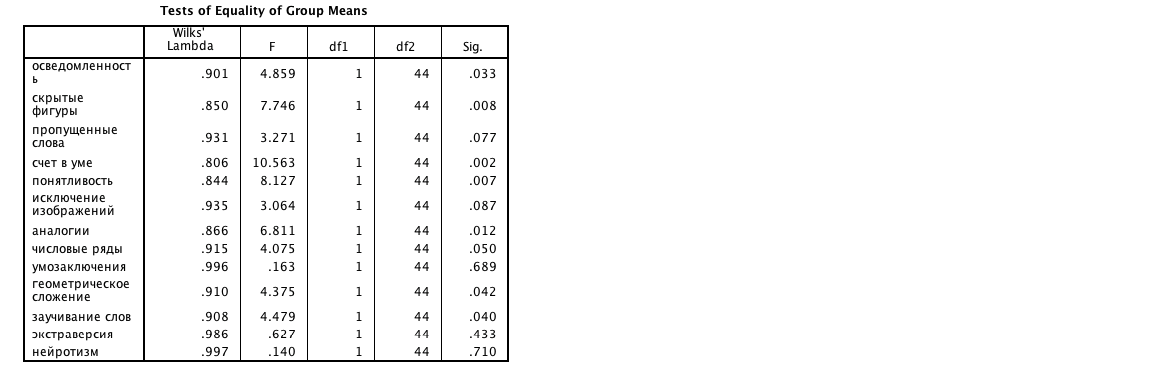 Tests of Equality of Group Means
Wilks' Lambda F df1 df2 Sig.
осведомленност
ь .901 4.859 1 44 .033
скрытые
фигуры .850 7.746 1 44 .008
пропущенные
слова .931 3.271 1 44 .077
счет в уме .806 10.563 1 44 .002
понятливость .844 8.127 1 44 .007
исключение
изображений .935 3.064 1 44 .087
аналогии .866 6.811 1 44 .012
числовые ряды .915 4.075 1 44 .050
умозаключения .996 .163 1 44 .689
геометрическое
сложение .910 4.375 1 44 .042
заучивание слов .908 4.479 1 44 .040
экстраверсия .986 .627 1 44 .433
нейротизм .997 .140 1 44 .710